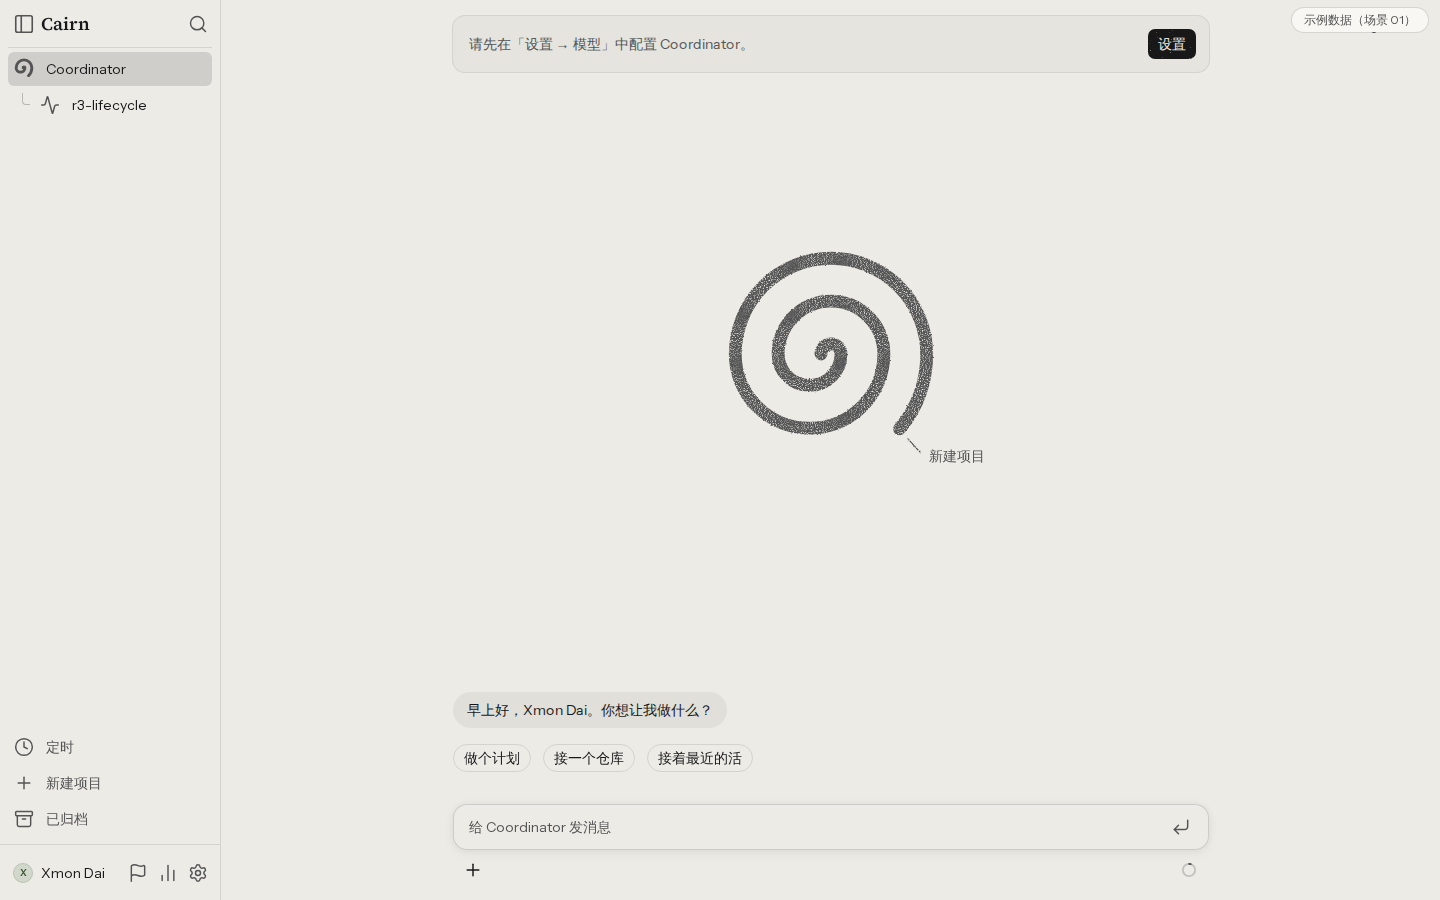 Cairn
Coordinator
r3-lifecycle
定时
新建项目
已归档
X
Xmon Dai
请先在「设置 → 模型」中配置 Coordinator。
设置
示例数据（场景 01）
新建项目
早上好，Xmon Dai。你想让我做什么？
做个计划
接一个仓库
接着最近的活
给 Coordinator 发消息